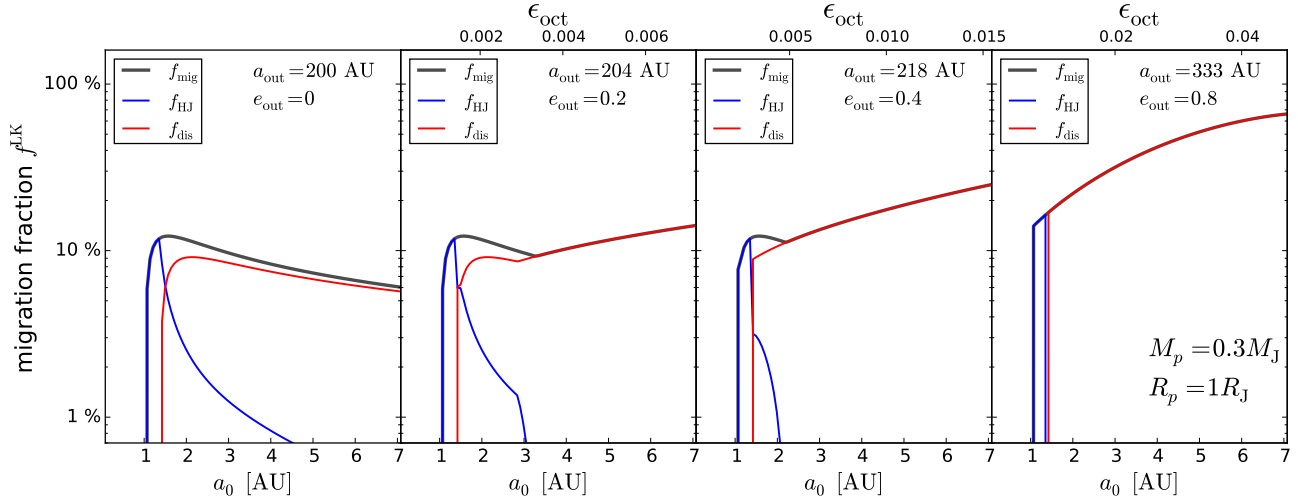 ϵ_oct ϵ_oct ϵ_oct
0.002 0.004 0.006 0.005 0.010 0.015 0.02 0.04
f_mig a_out=200 AU
f_HJ e_out=0
f_dis
f_mig a_out=204 AU
f_HJ e_out=0.2
f_dis
f_mig a_out=218 AU
f_HJ e_out=0.4
f_dis
f_mig a_out=333 AU
f_HJ e_out=0.8
f_dis
M_p=0.3M_J
R_p=1R_J
100 %
10 %
1 %
migration fraction f^LK
1 2 3 4 5 6 7 1 2 3 4 5 6 7 1 2 3 4 5 6 7 1 2 3 4 5 6 7
a_0 [AU] a_0 [AU] a_0 [AU] a_0 [AU]